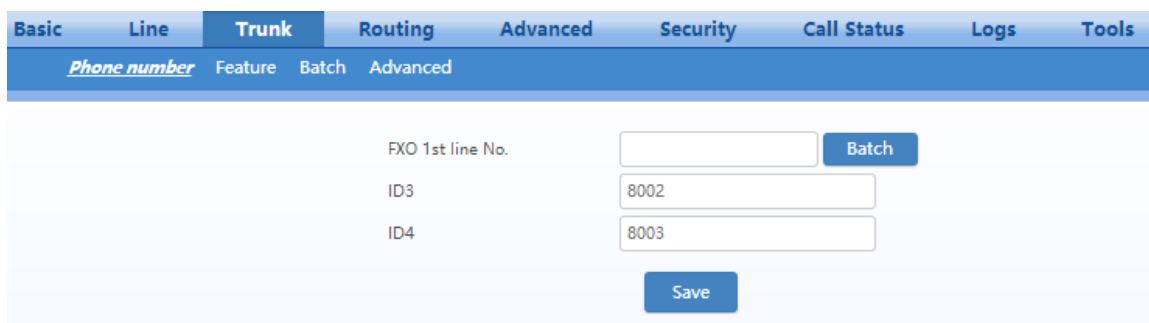 Basic Line Trunk Routing Advanced Security Call Status Logs Tools
Phone number Feature Batch Advanced
FXO 1st line No. Batch
ID3 8002
ID4 8003
Save